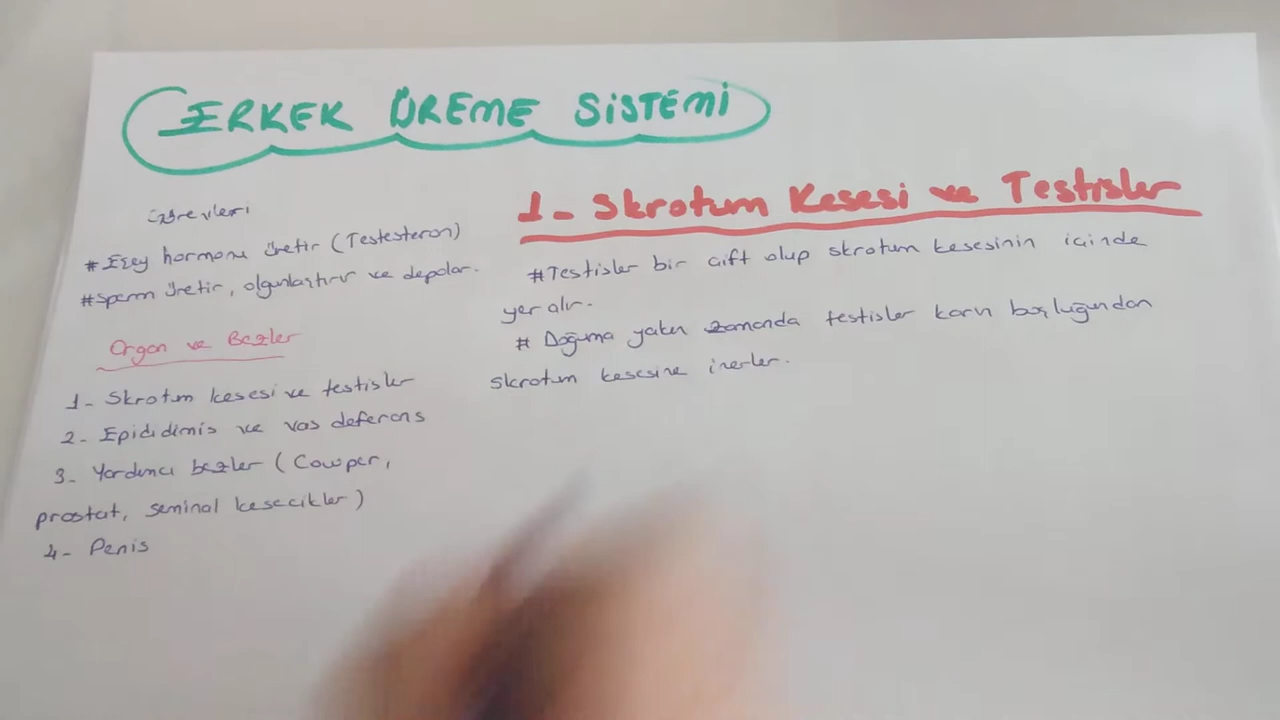 ERKEK ÜREME SİSTEMİ
Görevleri
#Eşey hormonu üretir (Testesteron)
#Sperm üretir, olgunlaştırır ve depolar.
Organ ve Bezler
1- Skrotum kesesi ve testisler
2- Epididimis ve vas deferans
3- Yardımcı bezler (Cowper,
prostat, seminal kesecikler)
4- Penis
1- Skrotum Kesesi ve Testisler
#Testisler bir çift olup skrotum kesesinin içinde
yer alır.
# Doğuma yakın zamanda testisler karın boşluğundan
skrotum kesesine inerler.